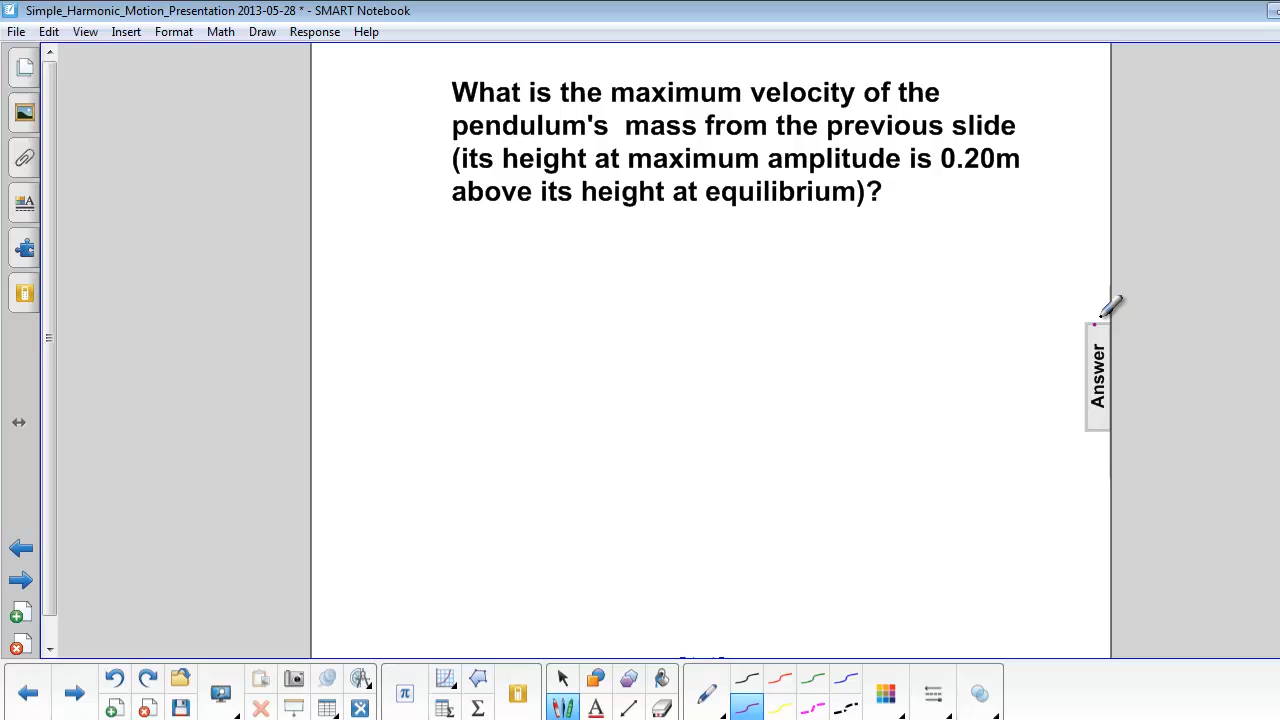 Simple_Harmonic_Motion_Presentation 2013-05-28 * - SMART Notebook
File Edit View Insert Format Math Draw Response Help
What is the maximum velocity of the
pendulum's mass from the previous slide
(its height at maximum amplitude is 0.20m
above its height at equilibrium)?
Answer